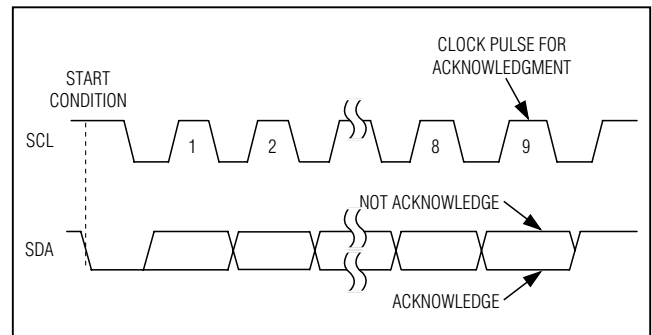 CLOCK PULSE FOR
ACKNOWLEDGMENT
START
CONDITION
SCL
1
2
8
9
NOT ACKNOWLEDGE
SDA
ACKNOWLEDGE